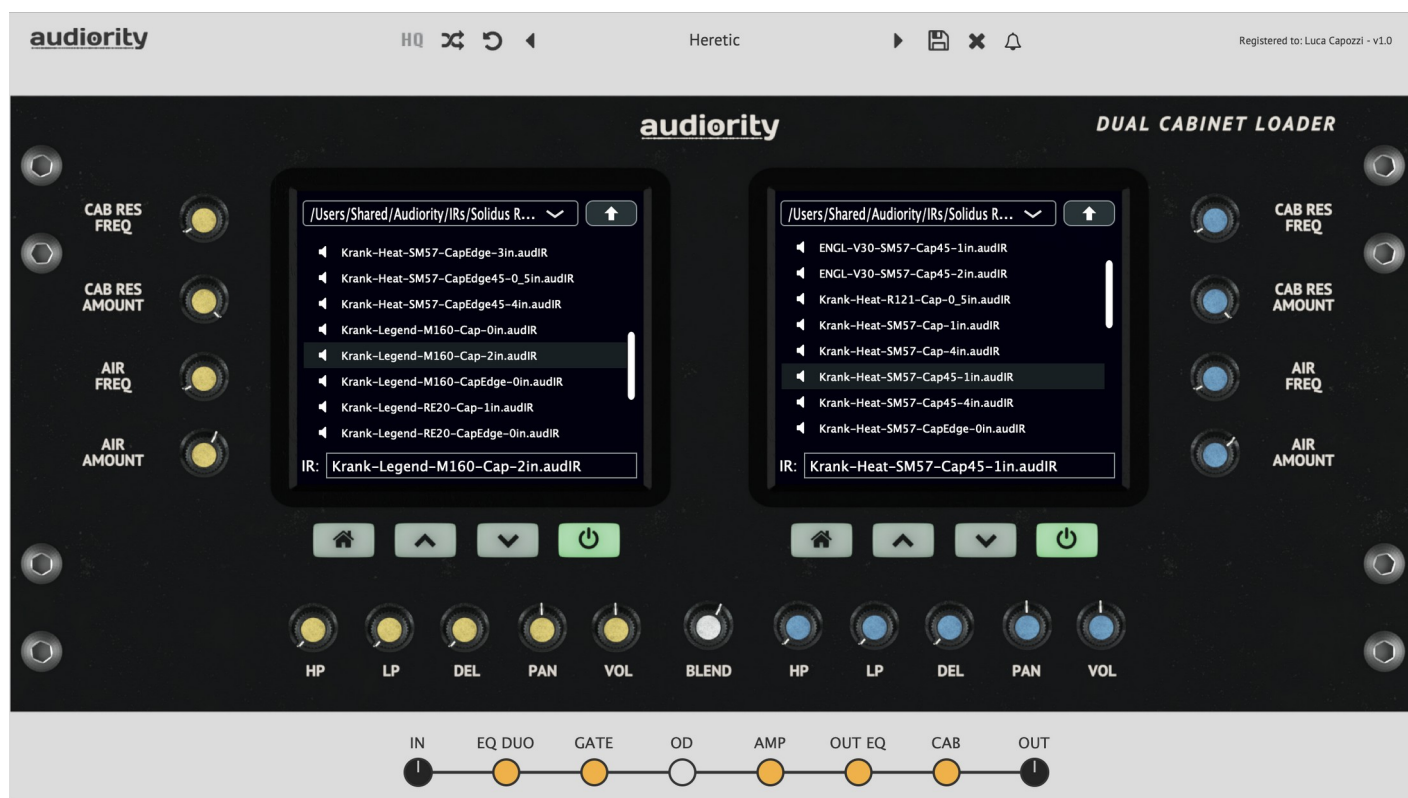 audiority
HQ
Heretic
Registered to: Luca Capozzi - v1.0
audiority
DUAL CABINET LOADER
CAB RES
FREQ
CAB RES
AMOUNT
AIR
FREQ
AIR
AMOUNT
/Users/Shared/Audiority/IRs/Solidus R...
Krank-Heat-SM57-CapEdge-3in.audIR
Krank-Heat-SM57-CapEdge45-0_5in.audIR
Krank-Heat-SM57-CapEdge45-4in.audIR
Krank-Legend-M160-Cap-0in.audIR
Krank-Legend-M160-Cap-2in.audIR
Krank-Legend-M160-CapEdge-0in.audIR
Krank-Legend-RE20-Cap-1in.audIR
Krank-Legend-RE20-CapEdge-0in.audIR
IR: Krank-Legend-M160-Cap-2in.audIR
/Users/Shared/Audiority/IRs/Solidus R...
ENGL-V30-SM57-Cap45-1in.audIR
ENGL-V30-SM57-Cap45-2in.audIR
Krank-Heat-R121-Cap-0_5in.audIR
Krank-Heat-SM57-Cap-1in.audIR
Krank-Heat-SM57-Cap-4in.audIR
Krank-Heat-SM57-Cap45-1in.audIR
Krank-Heat-SM57-Cap45-4in.audIR
Krank-Heat-SM57-CapEdge-0in.audIR
IR: Krank-Heat-SM57-Cap45-1in.audIR
CAB RES
FREQ
CAB RES
AMOUNT
AIR
FREQ
AIR
AMOUNT
HP LP DEL PAN VOL BLEND HP LP DEL PAN VOL
IN EQ DUO GATE OD AMP OUT EQ CAB OUT